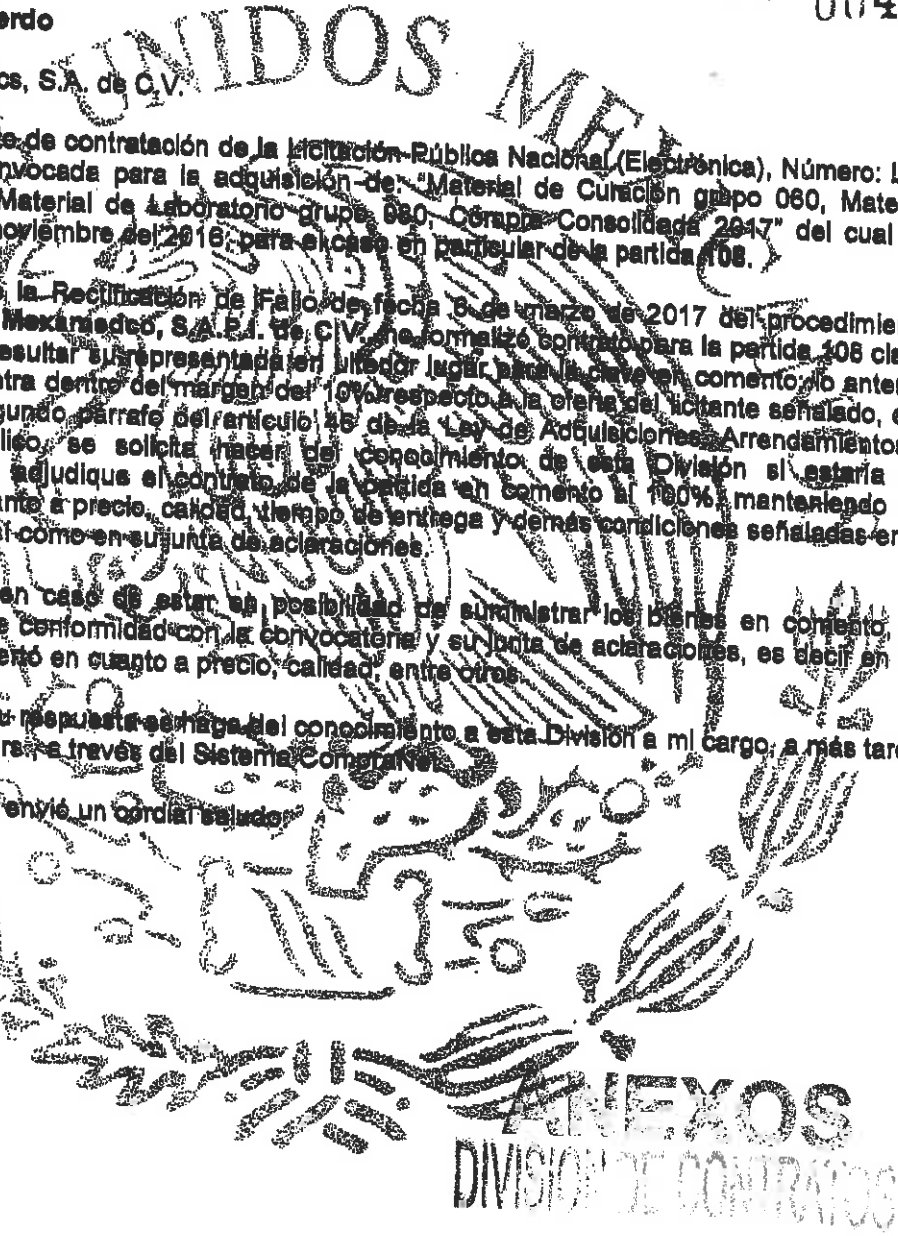 erdo
UNIDOS ME
cs, S.A. de C.V.
te de contratación de la Licitación Pública Nacional (Electrónica), Número: L
nvocada para la adquisición de: "Material de Curación grupo 060, Mate
Material de Laboratorio grupo 080, Compra Consolidada 2017" del cual
noviembre del 2016, para el caso en particular de la partida 108.
la Rectificación de Fallo de fecha 6 de marzo de 2017 del procedimie
Mexamedco, S.A.P.I. de C.V. no formalizó contrato para la partida 108 cla
esultar su representada en lugar para la clave en comento, lo anter
ntra dentro del margen del 10% respecto a la oferta del licitante señalado, e
gundo párrafo del artículo 46 de la Ley de Adquisiciones, Arrendamientos
se solicita hacer del conocimiento de esta División si estaría
adjudique el contrato de la partida en comento al 100% manteniendo
anto a precio, calidad, tiempo de entrega y demás condiciones señaladas en
sí como en su junta de aclaraciones.
en caso de estar en posibilidad de suministrar los bienes en comento,
e conformidad con la convocatoria y su junta de aclaraciones, es decir en
ertó en cuanto a precio, calidad, entre otros.
u respuesta se haga del conocimiento a esta División a mi cargo, a más tar
rs. a través del Sistema CompraNet.
envió un cordial saludo
ANEXOS
DIVISION DE CONTRATOS